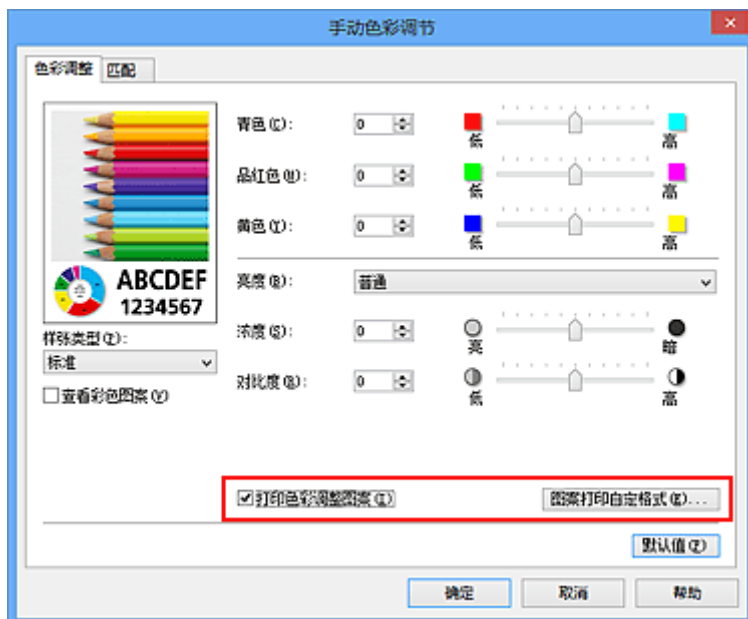 手动色彩调节
色彩调整 匹配
青色(C): 0 低 高
品红色(M): 0 低 高
黄色(Y): 0 低 高
ABCDEF
1234567
亮度(B): 普通
样张类型(T):
标准
浓度(S): 0 亮 暗
对比度(R): 0 低 高
查看彩色图案(Y)
打印色彩调整图案(I) 图案打印自定格式(E)...
默认值(F)
确定 取消 帮助